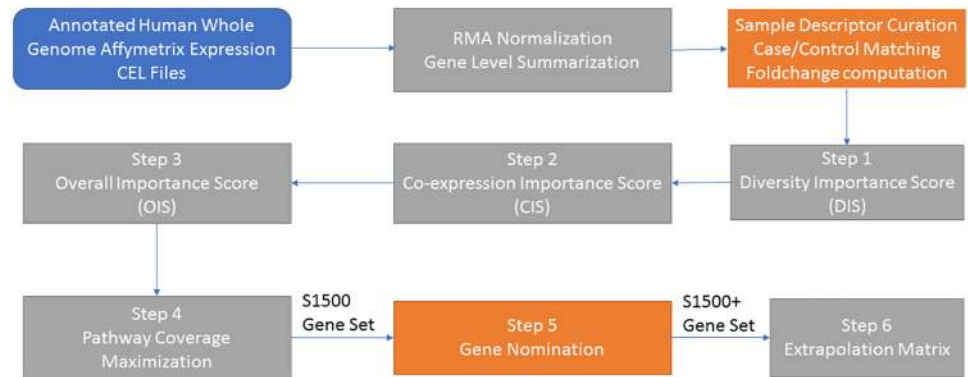 Annotated Human Whole
Genome Affymetrix Expression
CEL Files
RMA Normalization
Gene Level Summarization
Sample Descriptor Curation
Case/Control Matching
Foldchange computation
Step 1
Diversity Importance Score
(DIS)
Step 2
Co-expression Importance Score
(CIS)
Step 3
Overall Importance Score
(OIS)
Step 4
Pathway Coverage
Maximization
S1500
Gene Set
Step 5
Gene Nomination
S1500+
Gene Set
Step 6
Extrapolation Matrix